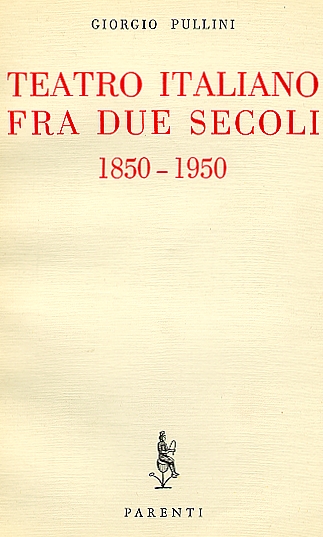 GIORGIO PULLINI
TEATRO ITALIANO
FRA DUE SECOLI
1850-1950
PARENTI